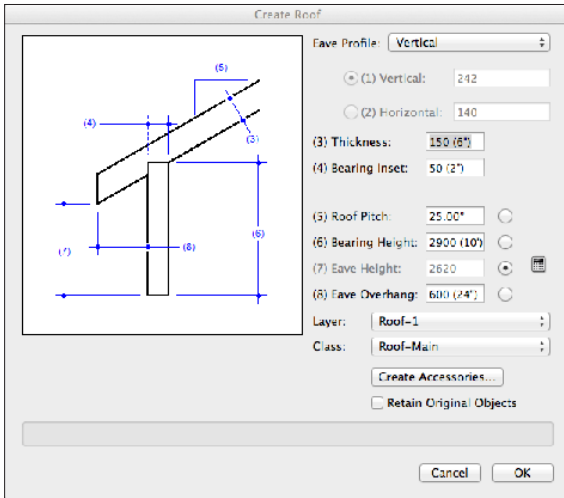 Create Roof
Eave Profile: Vertical
(1) Vertical: 242
(2) Horizontal: 140
(3) Thickness: 150 (6")
(4) Bearing Inset: 50 (2")
(5) Roof Pitch: 25.00°
(6) Bearing Height: 2900 (10')
(7) Eave Height: 2620
(8) Eave Overhang: 600 (24")
Layer: Roof-1
Class: Roof-Main
Create Accessories...
Retain Original Objects
(5)
(4)
(3)
(6)
(7)
(8)
Cancel OK